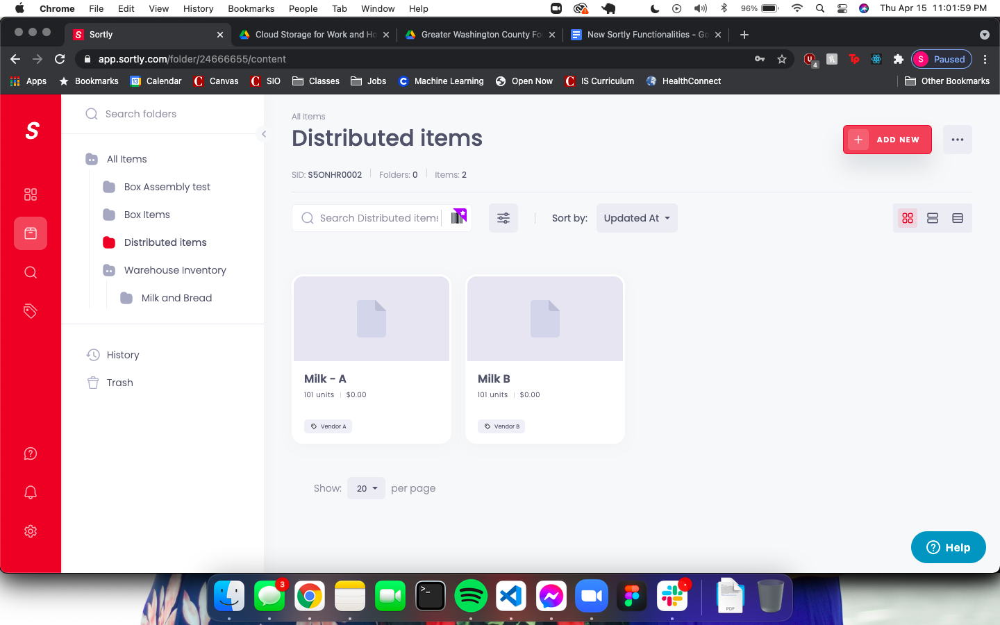 Chrome File Edit View History Bookmarks People Tab Window Help 96% Thu Apr 15 11:01:59 PM
S Sortly Cloud Storage for Work and Ho Greater Washington County Fo New Sortly Functionalities - Go
app.sortly.com/folder/24666655/content 4 Tp S Paused
Apps Bookmarks 13 Calendar C Canvas C SIO Classes Jobs C Machine Learning Open Now C IS Curriculum HealthConnect Other Bookmarks
S
Search folders
All Items
Box Assembly test
Box Items
Distributed items
Warehouse Inventory
Milk and Bread
History
Trash
All Items
Distributed items
+ ADD NEW
SID: S5ONHR0002 Folders: 0 Items: 2
Search Distributed items
Sort by: Updated At
Milk - A
101 units $0.00
Vendor A
Milk B
101 units $0.00
Vendor B
Show: 20 per page
? Help
3
>_
PDF